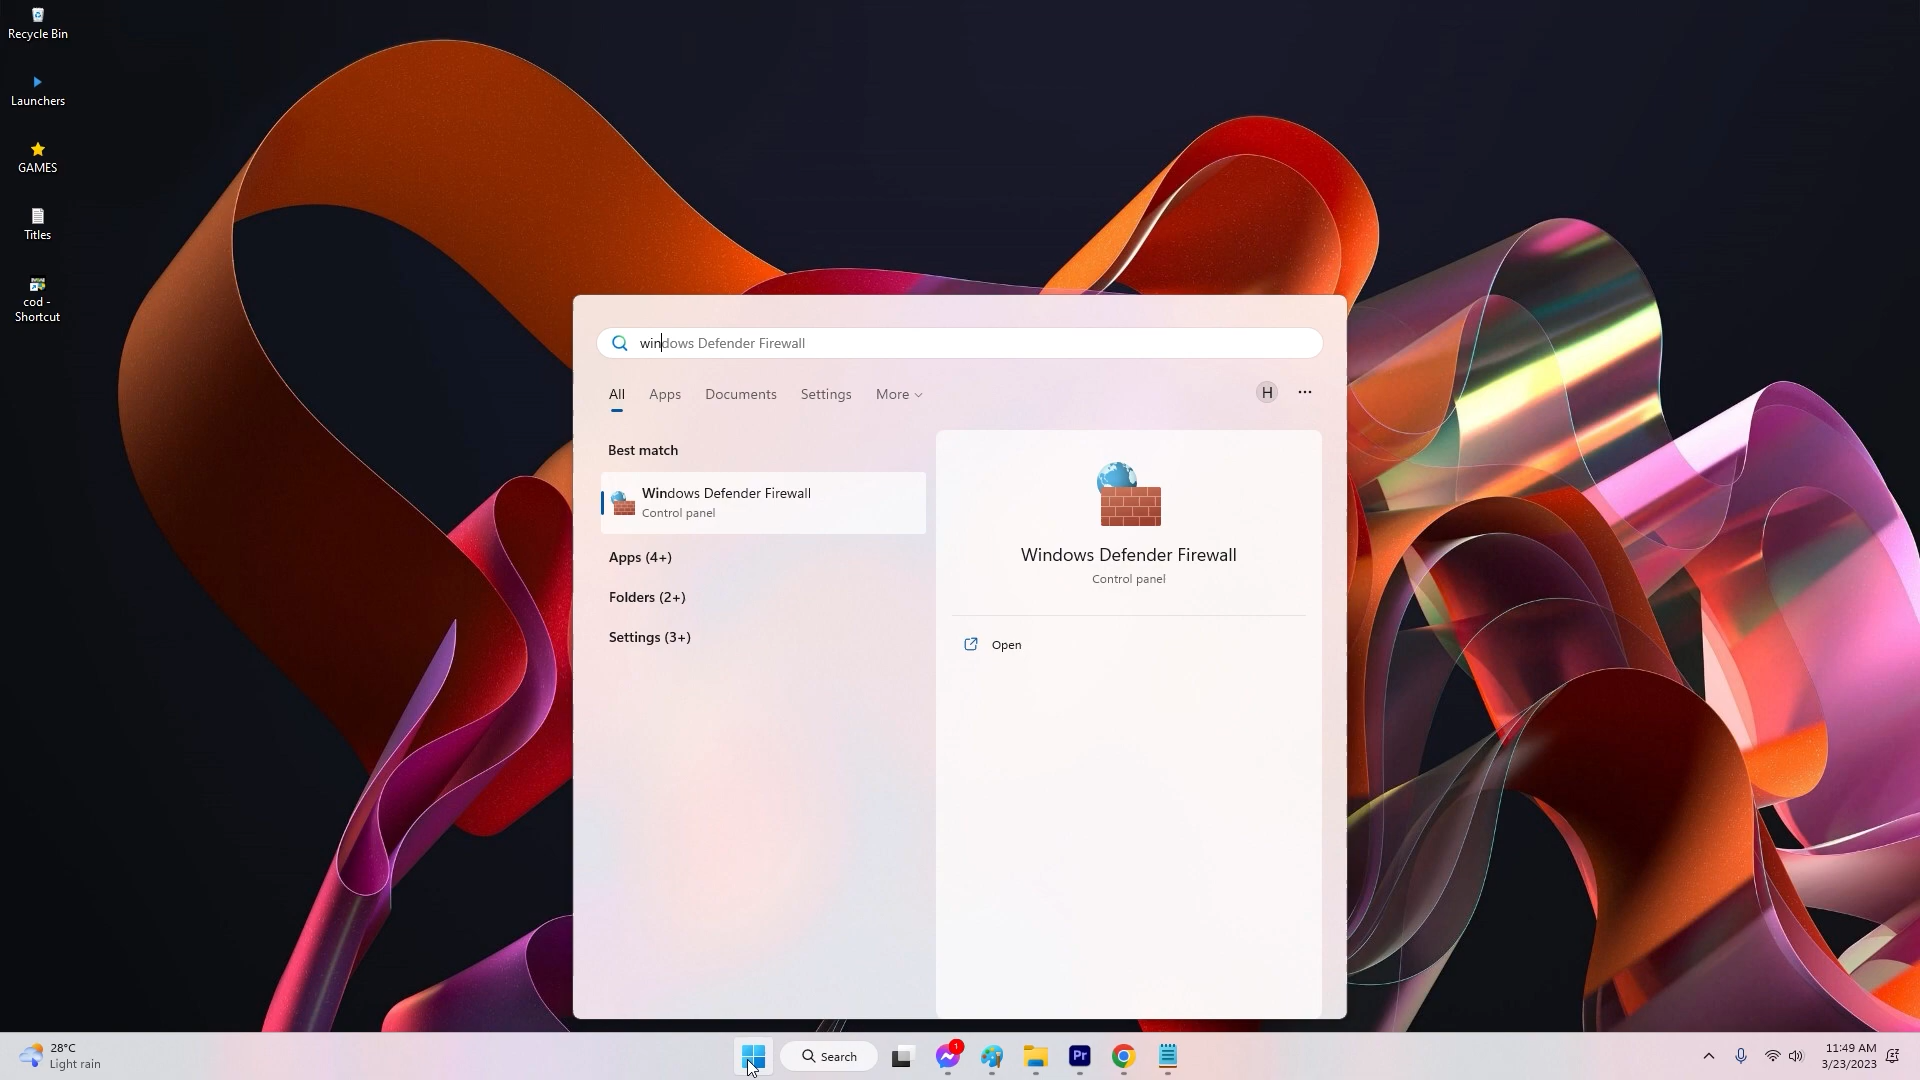 Recycle Bin
Launchers
GAMES
Titles
cod -
Shortcut
windows Defender Firewall
All Apps Documents Settings More
H
Best match
Windows Defender Firewall
Control panel
Apps (4+)
Folders (2+)
Settings (3+)
Windows Defender Firewall
Control panel
Open
28°C
Light rain
Search
1
Pr
11:49 AM
3/23/2023